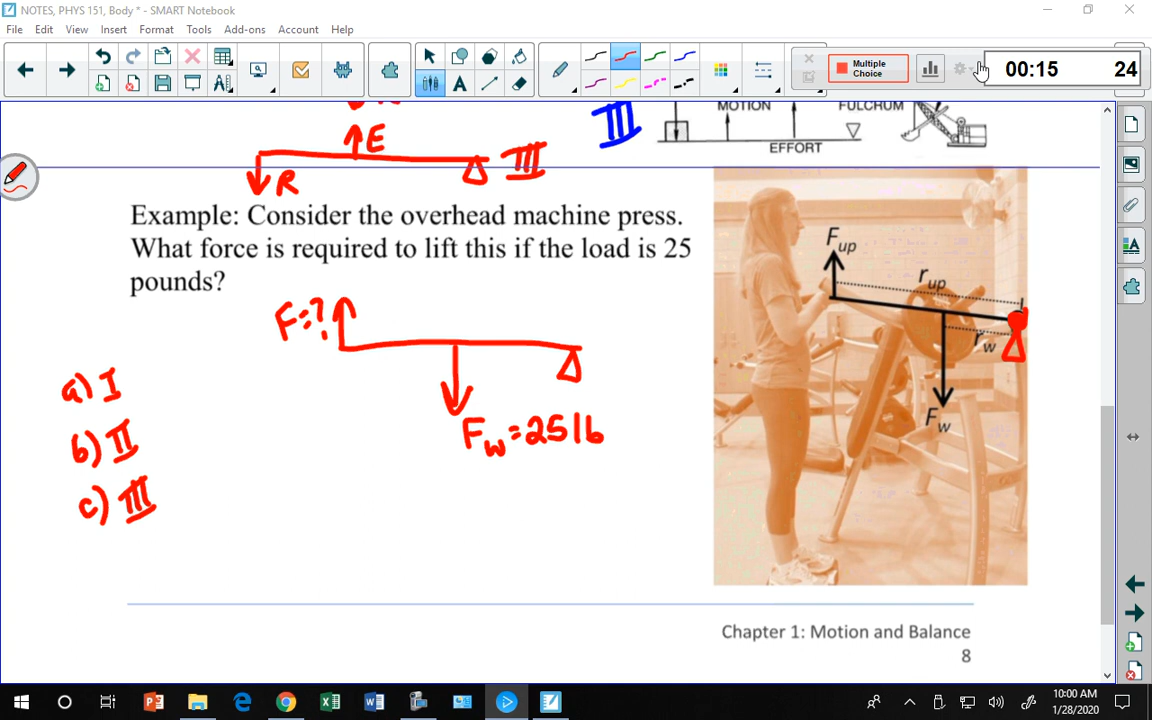 NOTES, PHYS 151, Body * - SMART Notebook
File Edit View Insert Format Tools Add-ons Account Help
Multiple Choice
00:15 24
E
R
III
III
MOTION
FULCRUM
EFFORT
Example: Consider the overhead machine press.
What force is required to lift this if the load is 25
pounds?
F=?
Fw=25lb
a) I
b) II
c) III
Fup
rup
rw
Fw
Chapter 1: Motion and Balance
8
10:00 AM
1/28/2020